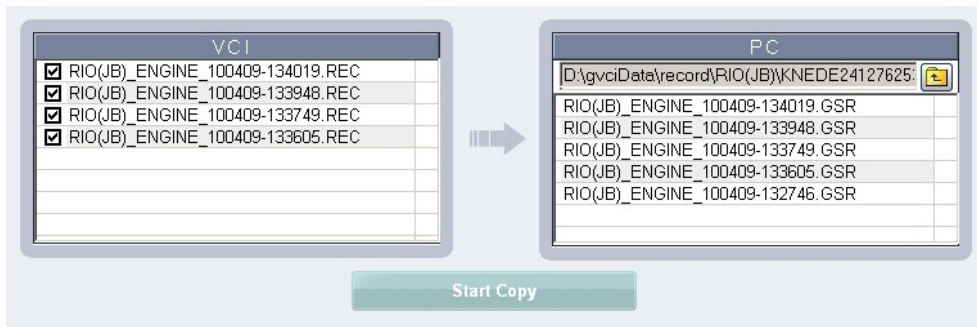 VCI
RIO(JB)_ENGINE_100409-134019.REC
RIO(JB)_ENGINE_100409-133948.REC
RIO(JB)_ENGINE_100409-133749.REC
RIO(JB)_ENGINE_100409-133605.REC
PC
D:\gvciData\record\RIO(JB)\KNEDE24127625:
RIO(JB)_ENGINE_100409-134019.GSR
RIO(JB)_ENGINE_100409-133948.GSR
RIO(JB)_ENGINE_100409-133749.GSR
RIO(JB)_ENGINE_100409-133605.GSR
RIO(JB)_ENGINE_100409-132746.GSR
Start Copy